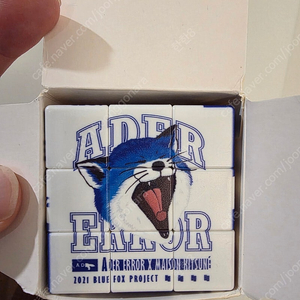 ADER
ERROR
ADER ERROR X MAISON KITSUNÉ
2021 BLUE FOX PROJECT